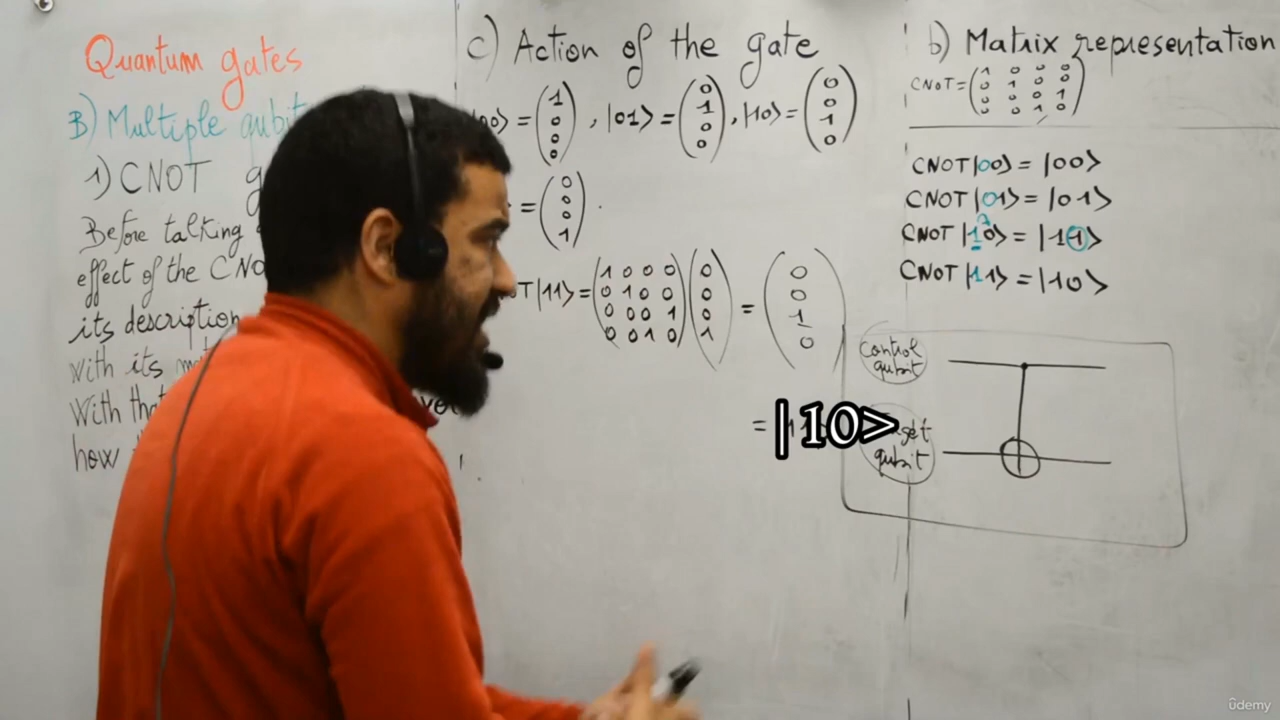 Quantum gates
B) Multiple qubit
1) CNOT g
Before talking
effect of the CNO
its description
with its m
With that
how
c) Action of the gate
00> = (1 0 0 0), |01> = (0 1 0 0), |10> = (0 0 1 0)
= (0 0 0 1).
OT|11> = (1 0 0 0
0 1 0 0
0 0 0 1
0 0 1 0) (0 0 0 1) = (0 0 1 0)
= |10>
b) Matrix representation
CNOT = (1 0 0 0
0 1 0 0
0 0 0 1
0 0 1 0)
CNOT|00> = |00>
CNOT|01> = |01>
CNOT|10> = |11>
CNOT|11> = |10>
Control
qubit
get
qubit
ûdemy